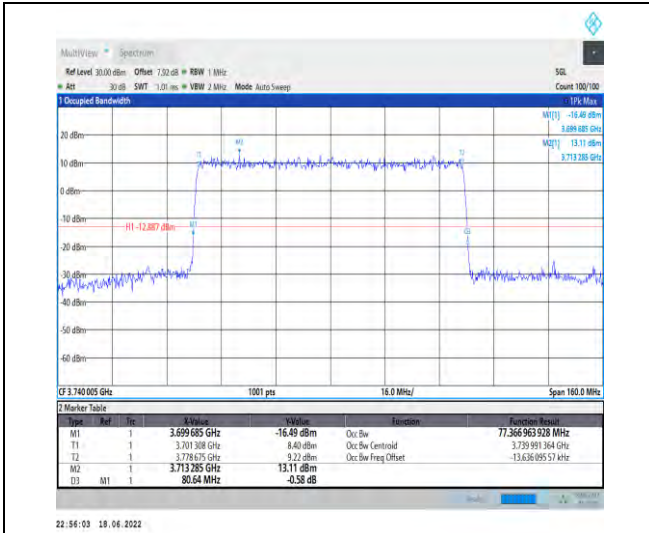 MultiView Spectrum
Ref Level 30.00 dBm Offset 7.92 dB RBW 1 MHz SGL
Att 30 dB SWT 1.01 ms VBW 2 MHz Mode Auto Sweep Count 100/100
1 Occupied Bandwidth 1Pk Max
M1[1] -16.49 dBm
3.699 685 GHz
M2[1] 13.11 dBm
3.713 285 GHz
20 dBm
M2
T1 T2
10 dBm
0 dBm
-10 dBm
H1 -12.887 dBm M1
D3
-20 dBm
-30 dBm
-40 dBm
-50 dBm
-60 dBm
CF 3.740 005 GHz 1001 pts 16.0 MHz/ Span 160.0 MHz
2 Marker Table
Type Ref Trc X-Value Y-Value Function Function Result
M1 1 3.699 685 GHz -16.49 dBm Occ Bw 77.366 963 928 MHz
T1 1 3.701 308 GHz 8.40 dBm Occ Bw Centroid 3.739 991 364 GHz
T2 1 3.778 675 GHz 9.22 dBm Occ Bw Freq Offset -13.636 095 57 kHz
M2 1 3.713 285 GHz 13.11 dBm
D3 M1 1 80.64 MHz -0.58 dB
22:56:03 18.06.2022